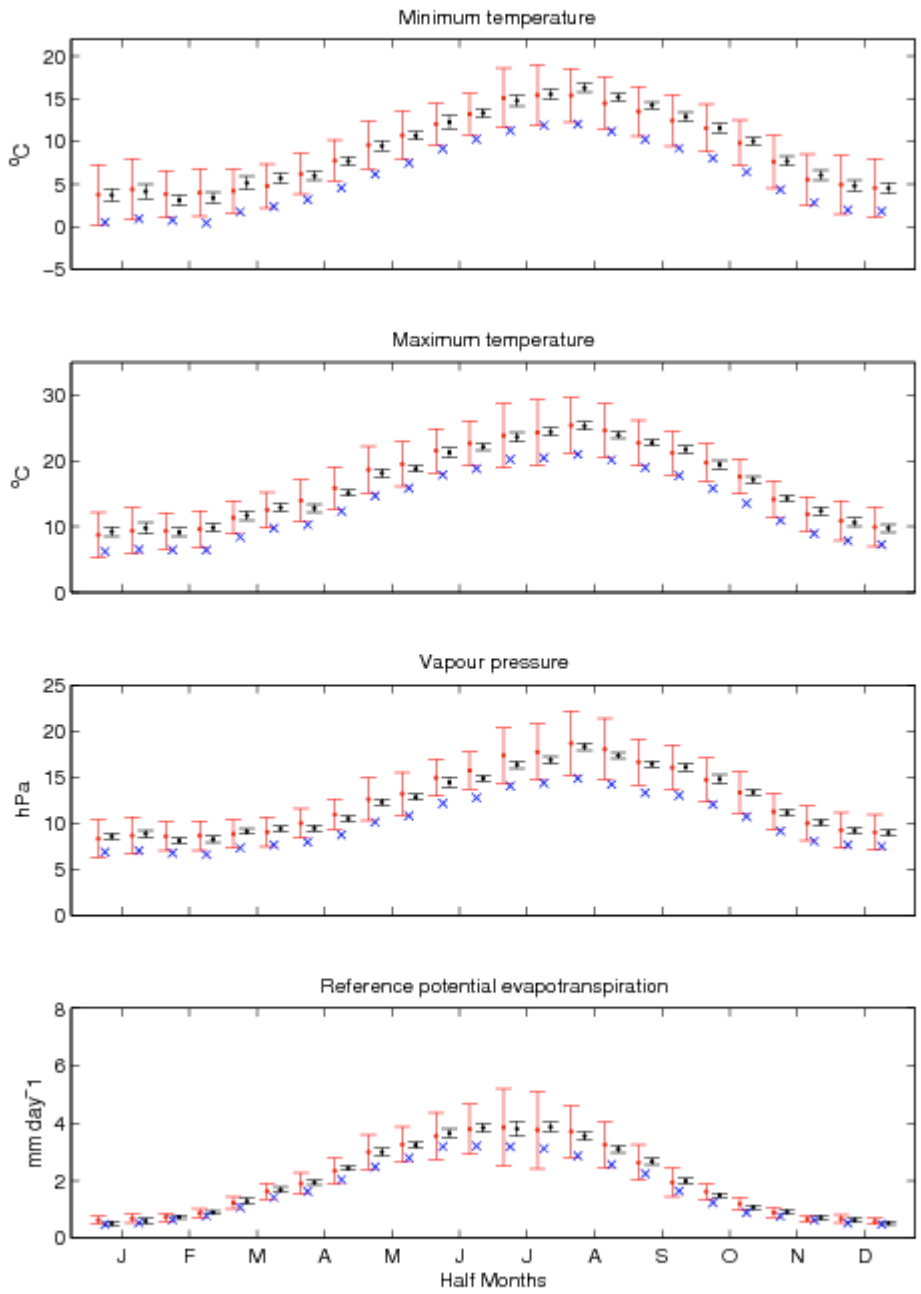 Minimum temperature
20
15
10
5
0
−5
°C
Maximum temperature
30
20
10
0
°C
Vapour pressure
25
20
15
10
5
0
hPa
Reference potential evapotranspiration
8
6
4
2
0
mm day⁻1
J F M A M J J A S O N D
Half Months